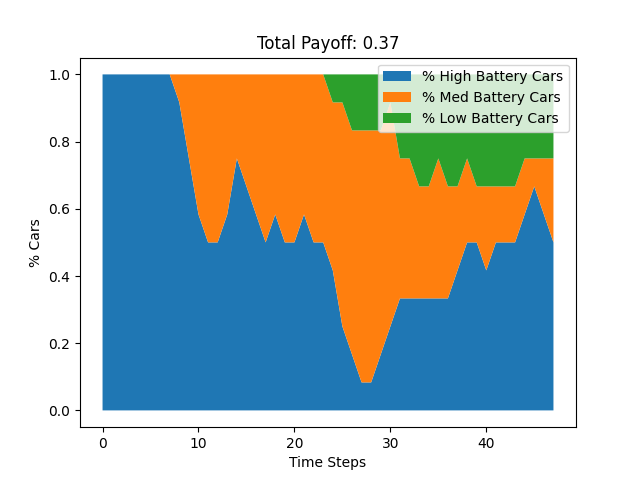 Total Payoff: 0.37
% High Battery Cars
% Med Battery Cars
% Low Battery Cars
1.0
0.8
0.6
0.4
0.2
0.0
% Cars
0
10
20
30
40
Time Steps